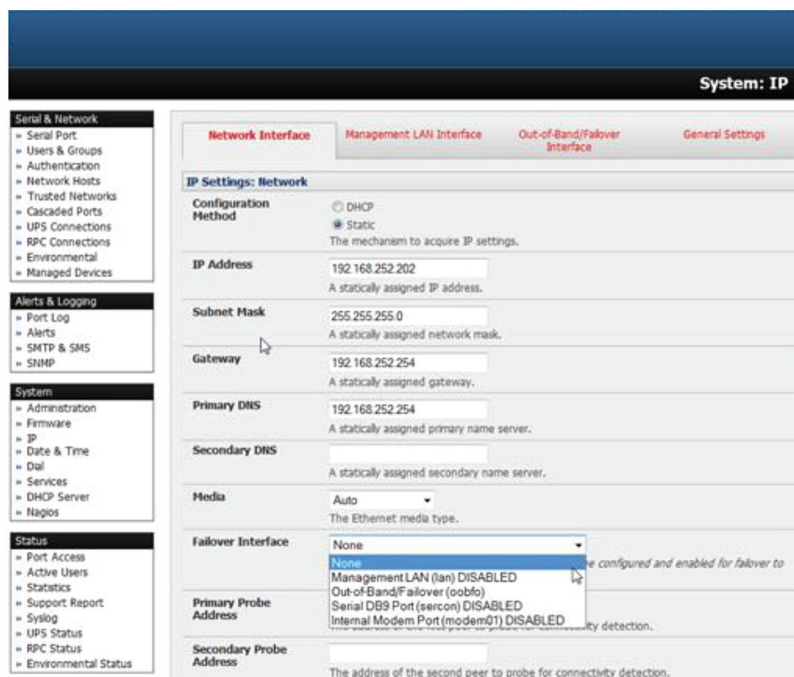 System: IP
Serial & Network
» Serial Port
» Users & Groups
» Authentication
» Network Hosts
» Trusted Networks
» Cascaded Ports
» UPS Connections
» RPC Connections
» Environmental
» Managed Devices
Alerts & Logging
» Port Log
» Alerts
» SMTP & SMS
» SNMP
System
» Administration
» Firmware
» IP
» Date & Time
» Dial
» Services
» DHCP Server
» Nagios
Status
» Port Access
» Active Users
» Statistics
» Support Report
» Syslog
» UPS Status
» RPC Status
» Environmental Status
Network Interface
Management LAN Interface
Out-of-Band/Failover
Interface
General Settings
IP Settings: Network
Configuration
Method
DHCP
Static
The mechanism to acquire IP settings.
IP Address
192.168.252.202
A statically assigned IP address.
Subnet Mask
255.255.255.0
A statically assigned network mask.
Gateway
192.168.252.254
A statically assigned gateway.
Primary DNS
192.168.252.254
A statically assigned primary name server.
Secondary DNS
A statically assigned secondary name server.
Media
Auto
The Ethernet media type.
Failover Interface
None
None
configured and enabled for failover to
Management LAN (lan) DISABLED
Out-of-Band/Failover (oobfo)
Serial DB9 Port (sercon) DISABLED
Internal Modem Port (modem01) DISABLED
Primary Probe
Address
connectivity detection.
Secondary Probe
Address
The address of the second peer to probe for connectivity detection.